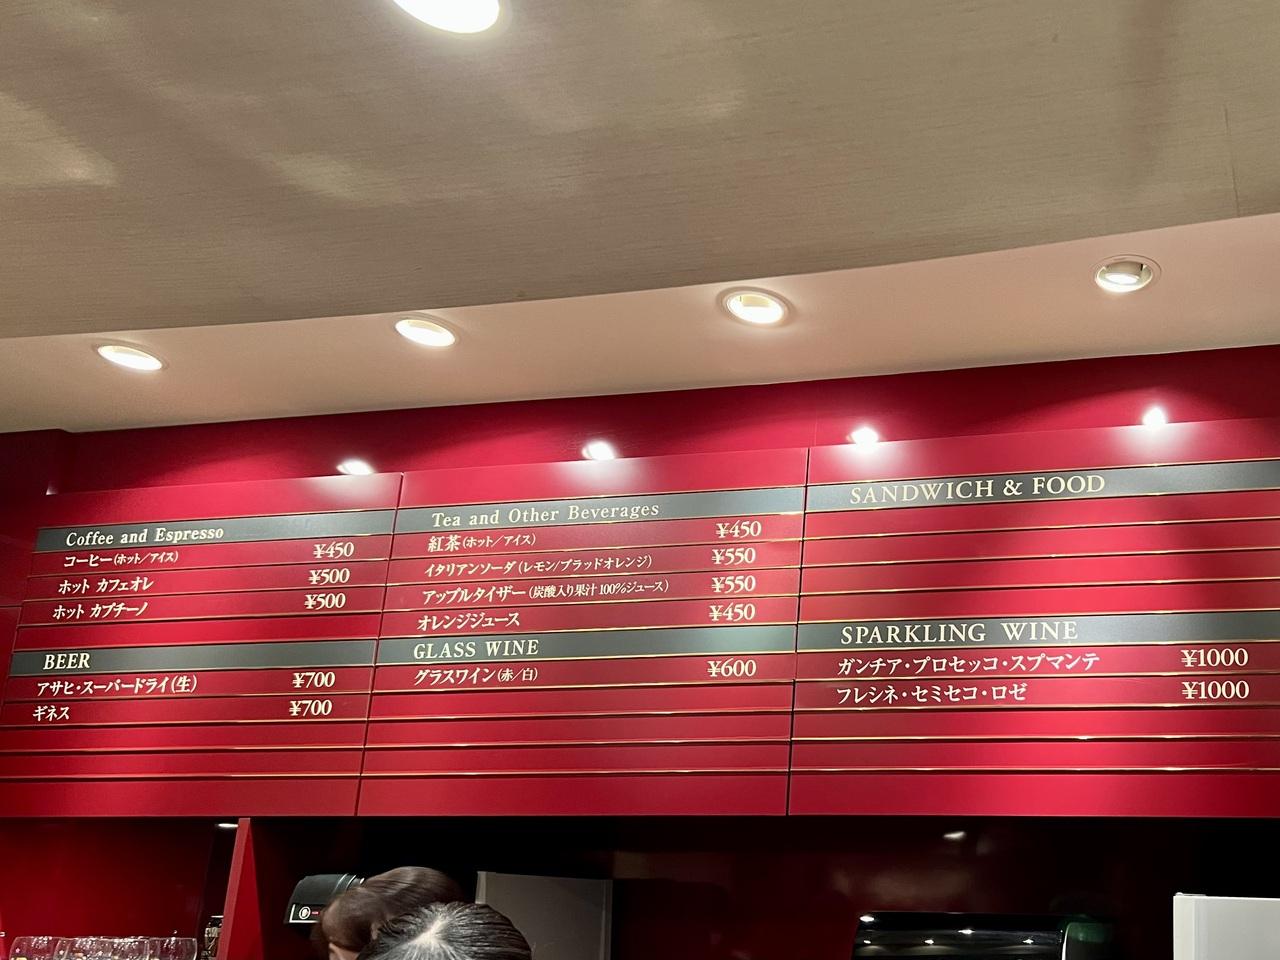 Coffee and Espresso
コーヒー(ホット/アイス) ¥450
ホット カフェオレ ¥500
ホット カプチーノ ¥500
BEER
アサヒ・スーパードライ(生) ¥700
ギネス ¥700
Tea and Other Beverages
紅茶(ホット/アイス) ¥450
イタリアンソーダ(レモン/ブラッドオレンジ) ¥550
アップルタイザー(炭酸入り果汁100%ジュース) ¥550
オレンジジュース ¥450
GLASS WINE
グラスワイン(赤/白) ¥600
SANDWICH & FOOD
SPARKLING WINE
ガンチア・プロセッコ・スプマンテ ¥1000
フレシネ・セミセコ・ロゼ ¥1000